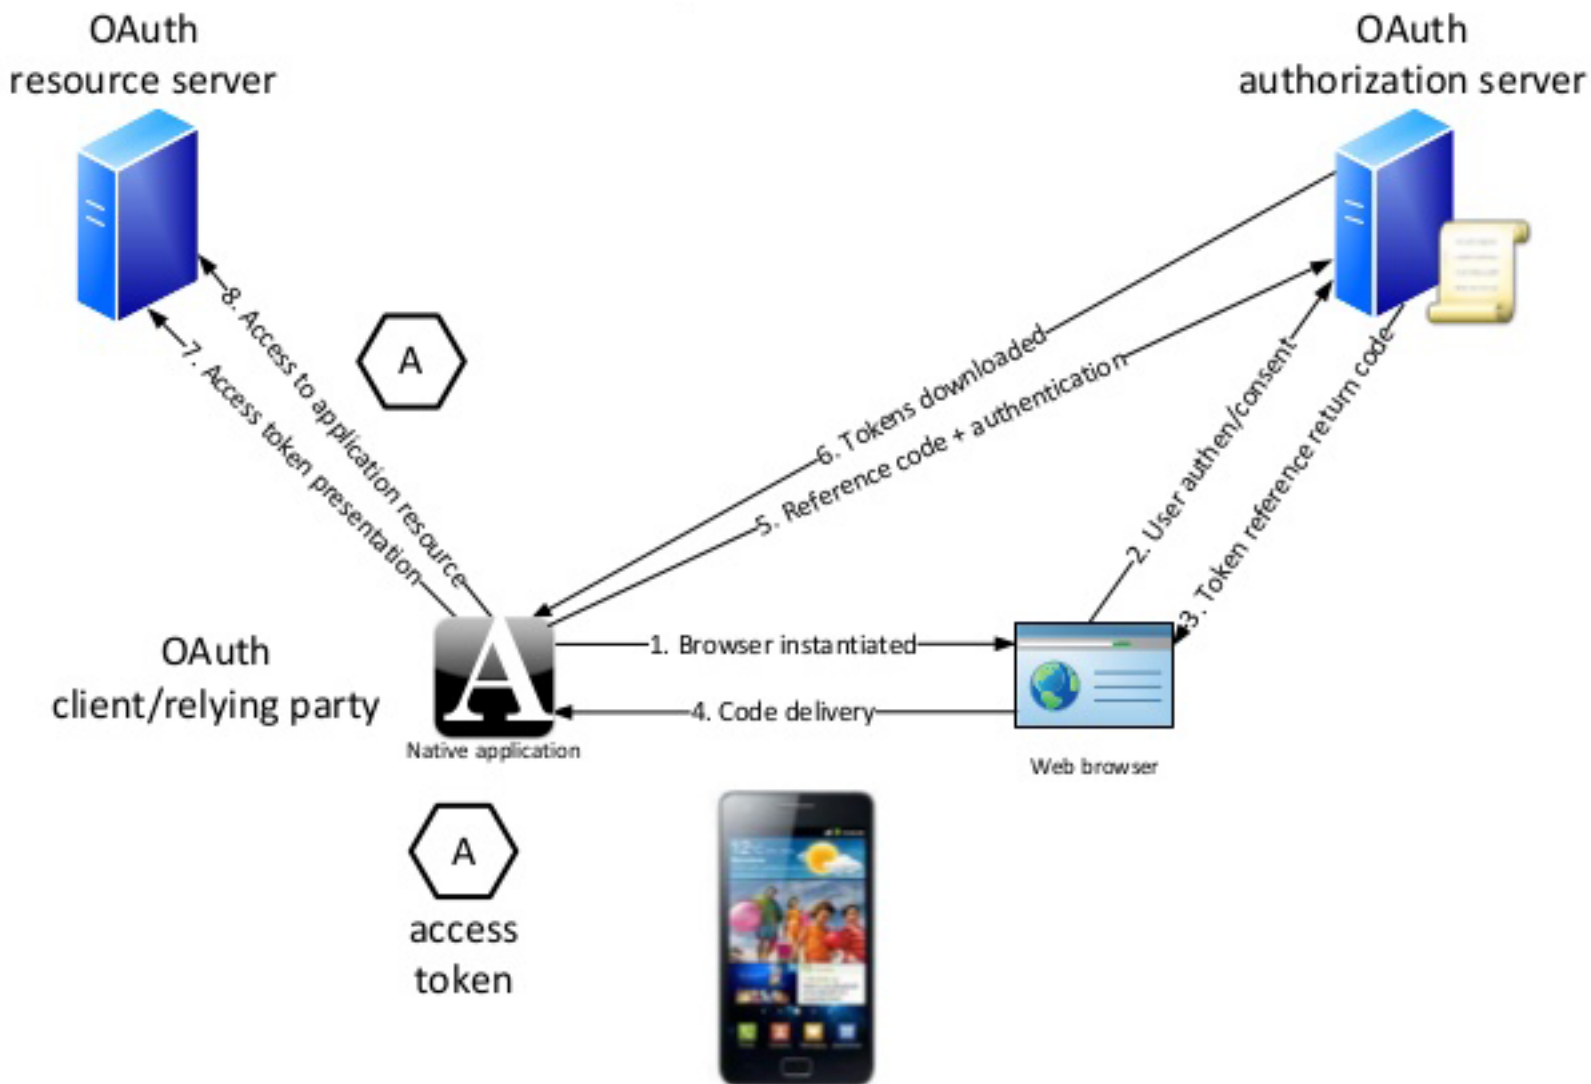 OAuth
resource server
OAuth
authorization server
8. Access to application resource
7. Access token presentation
A
6. Tokens downloaded
5. Reference code + authentication
2. User authen/consent
3. Token reference return code
OAuth
client/relying party
A
1. Browser instantiated
4. Code delivery
Native application
Web browser
A
access
token